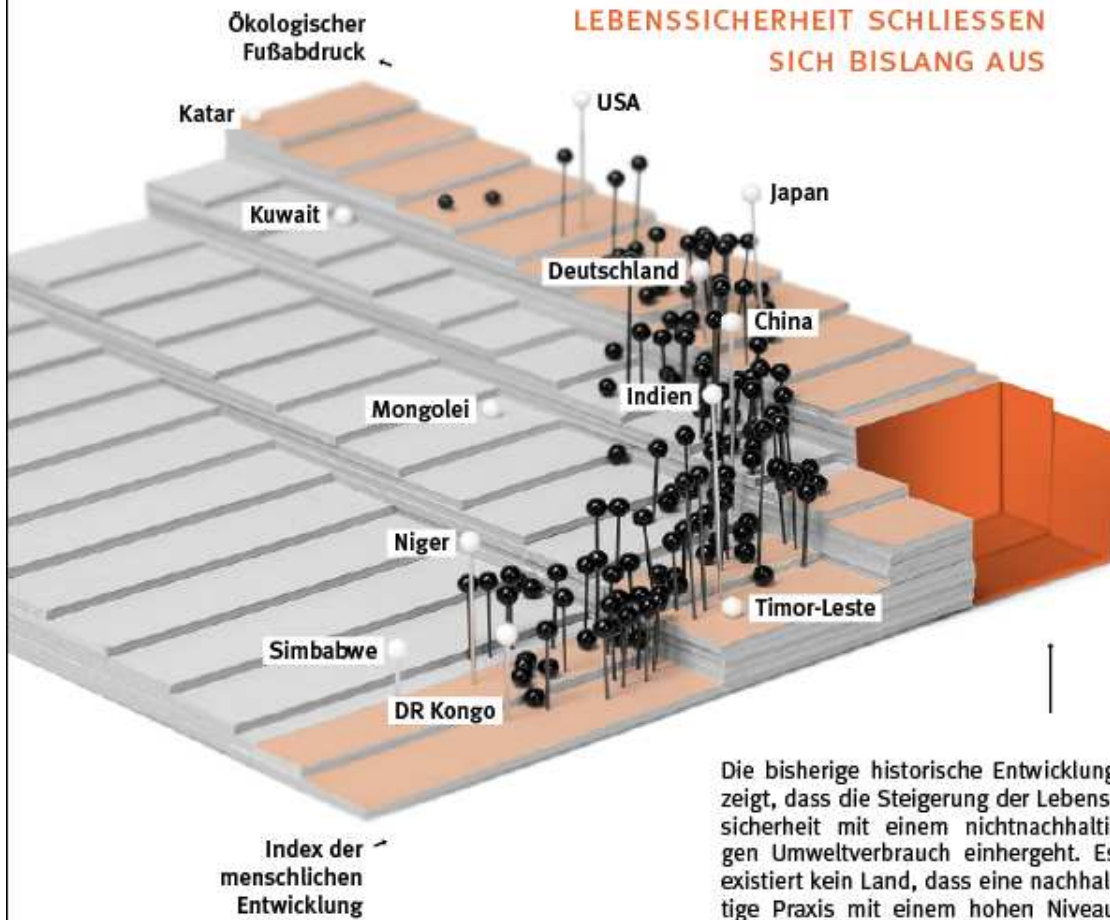 LEBENSSICHERHEIT SCHLIESSEN
SICH BISLANG AUS
Ökologischer
Fußabdruck
Katar
USA
Kuwait
Japan
Deutschland
China
Indien
Mongolei
Niger
Timor-Leste
Simbabwe
DR Kongo
Index der
menschlichen
Entwicklung
Die bisherige historische Entwicklung
zeigt, dass die Steigerung der Lebens-
sicherheit mit einem nichtnachhalti-
gen Umweltverbrauch einhergeht. Es
existiert kein Land, dass eine nachhal-
tige Praxis mit einem hohen Niveau